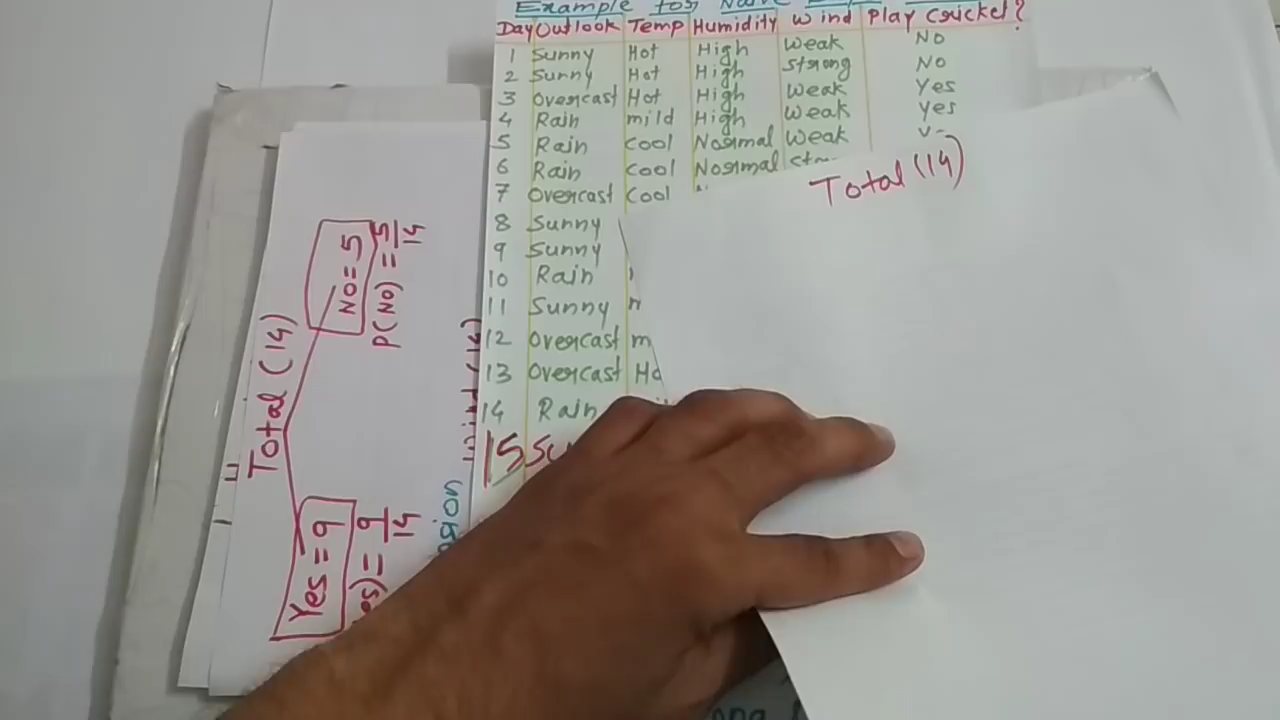 Example for Naive
Day Outlook Temp Humidity Wind Play Cricket?
1 Sunny Hot High Weak No
2 Sunny Hot High Strong No
3 Overcast Hot High Weak Yes
4 Rain mild High Weak Yes
5 Rain Cool Normal Weak
6 Rain Cool Normal
7 Overcast Cool
8 Sunny
9 Sunny
10 Rain
11 Sunny
12 Overcast
13 Overcast
14 Rain
15
Total (14)
Total (14)
Yes = 9
No = 5
P(No) = 5/14
= 9/14